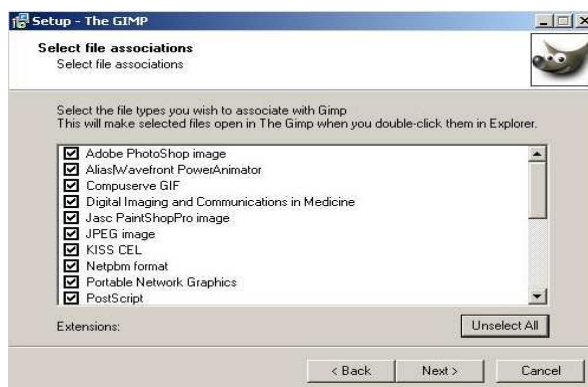 Setup - The GIMP
Select file associations
Select file associations
Select the file types you wish to associate with Gimp
This will make selected files open in The Gimp when you double-click them in Explorer.
Adobe PhotoShop image
Alias|Wavefront PowerAnimator
Compuserve GIF
Digital Imaging and Communications in Medicine
Jasc PaintShopPro image
JPEG image
KISS CEL
Netpbm format
Portable Network Graphics
PostScript
Extensions:
Unselect All
< Back
Next >
Cancel